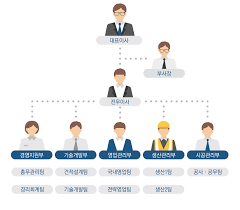 대표이사
부사장
전무이사
경영지원부 기술개발부 영업관리부 생산관리부 시공관리부
총무관리팀 건적설계팀 국내영업팀 생산1팀 공사 · 공무팀
경리회계팀 기술개발팀 전략영업팀 생산2팀